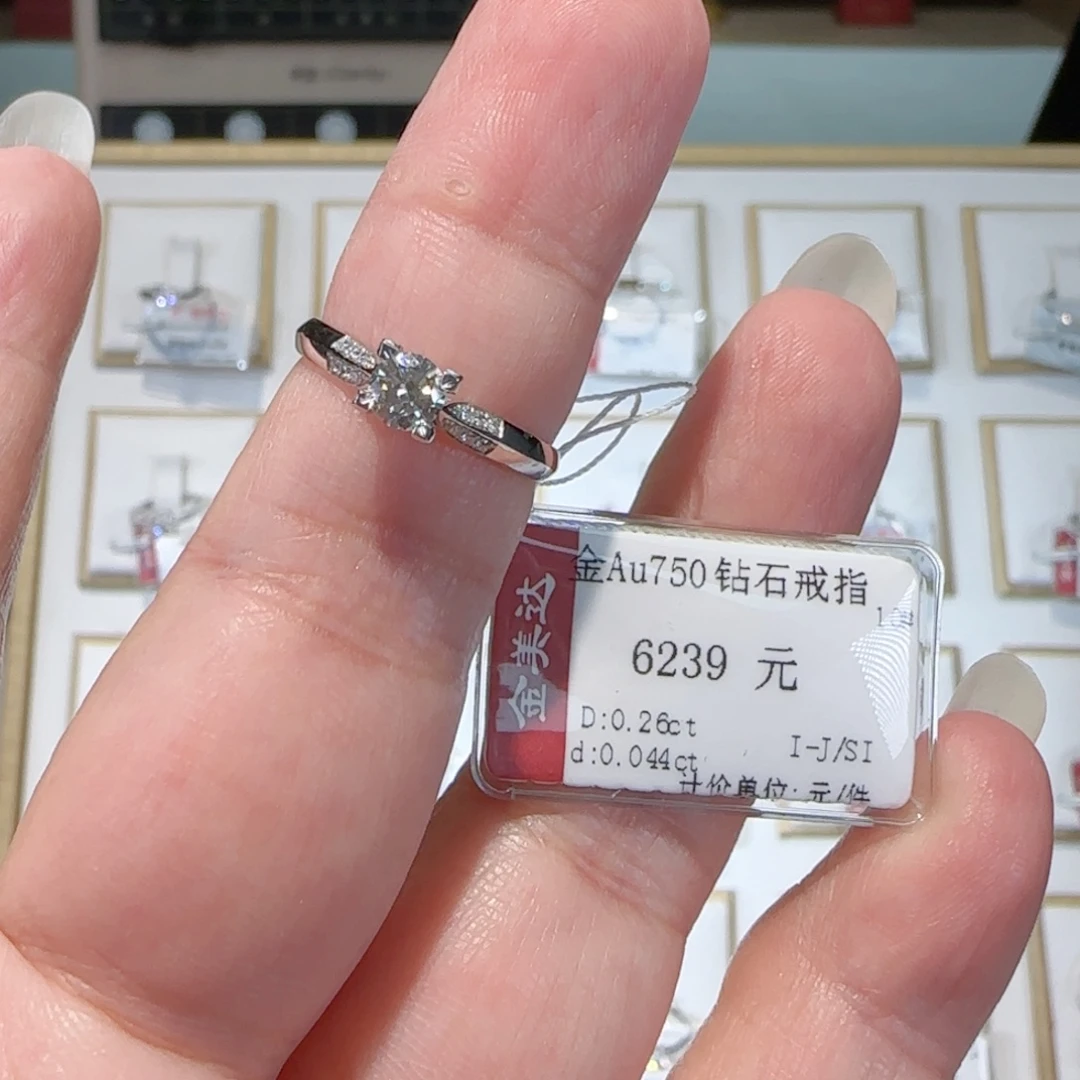 金美达
金Au750钻石戒指
6239 元
D:0.26ct
d:0.044ct
I-J/SI
计价单位: 元/件